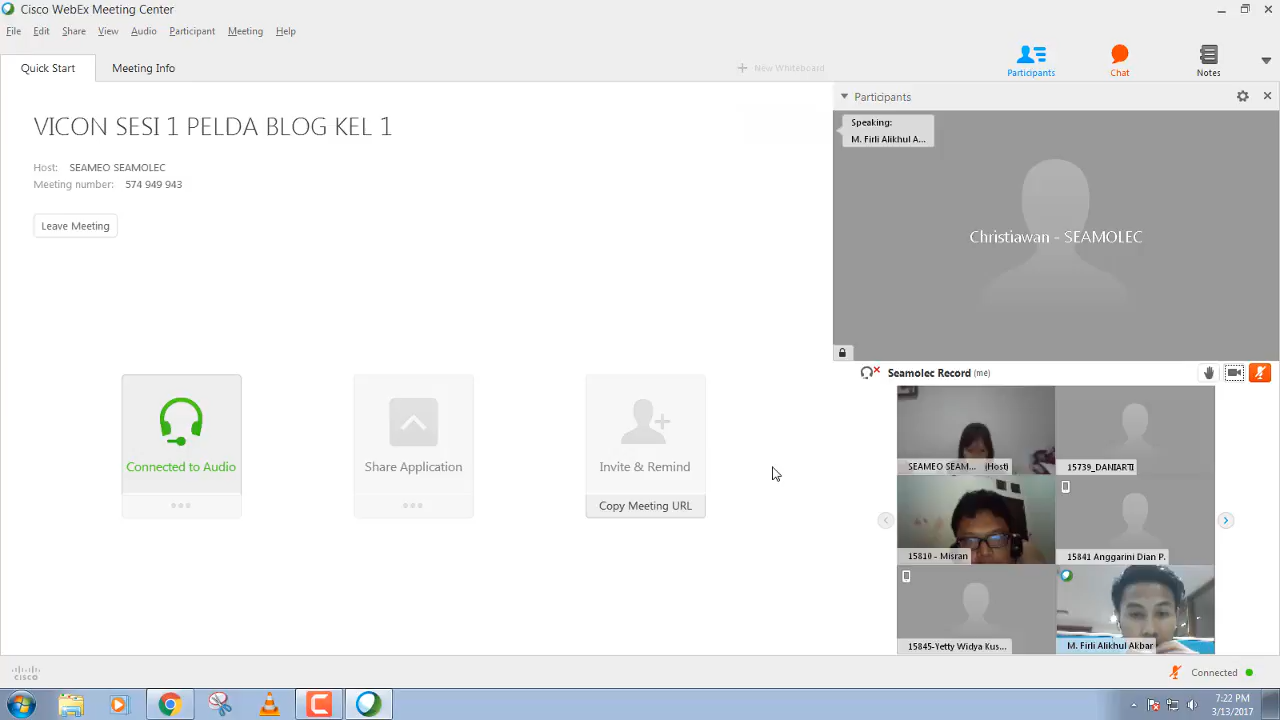 Cisco WebEx Meeting Center
File Edit Share View Audio Participant Meeting Help
Quick Start Meeting Info
+ New Whiteboard
Participants Chat Notes
VICON SESI 1 PELDA BLOG KEL 1
Host: SEAMEO SEAMOLEC
Meeting number: 574 949 943
Leave Meeting
Connected to Audio
Share Application
Invite & Remind
Copy Meeting URL
Participants
Speaking:
M. Firli Alikhul A...
Christiawan - SEAMOLEC
Seamolec Record (me)
SEAMEO SEAM... (Host)
15739_DANIARTI
15810 - Misran
15841 Anggarini Dian P.
15845-Yetty Widya Kus...
M. Firli Alikhul Akbar
CISCO
Connected
7:22 PM
3/13/2017